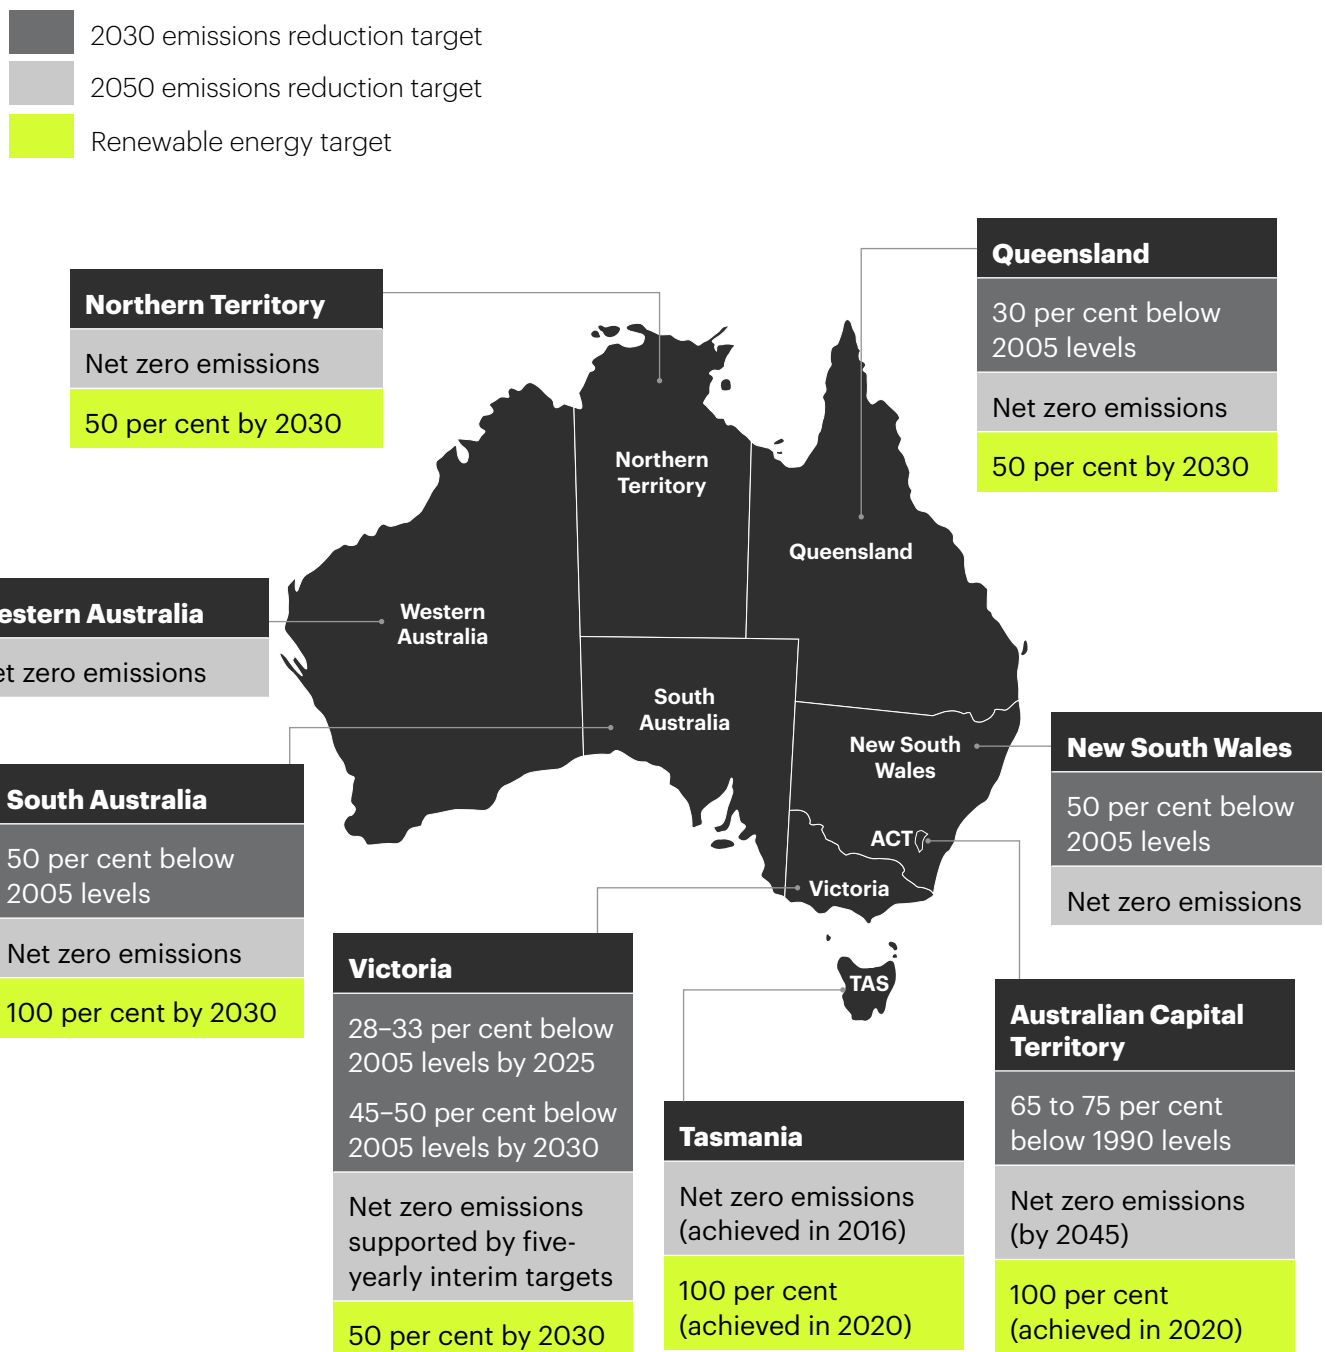 2030 emissions reduction target
2050 emissions reduction target
Renewable energy target
Northern Territory
Net zero emissions
50 per cent by 2030
Queensland
30 per cent below
2005 levels
Net zero emissions
50 per cent by 2030
Northern
Territory
Queensland
Western
Australia
South
Australia
New South
Wales
ACT
Victoria
TAS
estern Australia
et zero emissions
South Australia
50 per cent below
2005 levels
Net zero emissions
100 per cent by 2030
New South Wales
50 per cent below
2005 levels
Net zero emissions
Victoria
28–33 per cent below
2005 levels by 2025
45–50 per cent below
2005 levels by 2030
Net zero emissions
supported by five-
yearly interim targets
50 per cent by 2030
Tasmania
Net zero emissions
(achieved in 2016)
100 per cent
(achieved in 2020)
Australian Capital
Territory
65 to 75 per cent
below 1990 levels
Net zero emissions
(by 2045)
100 per cent
(achieved in 2020)